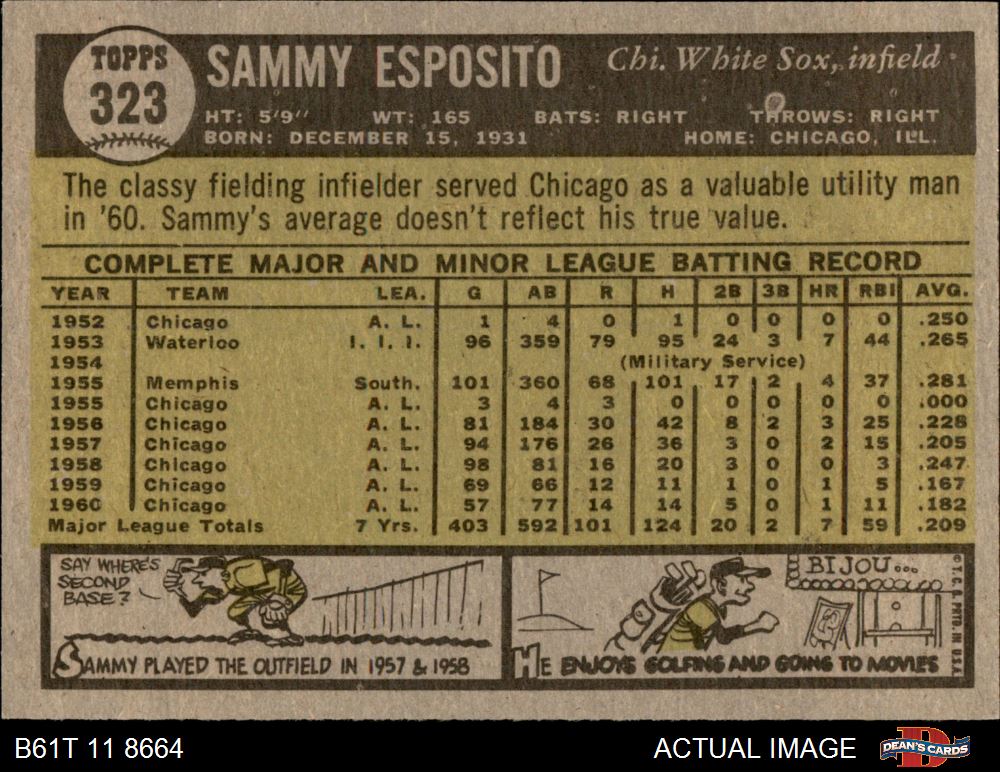 TOPPS
323
SAMMY ESPOSITO Chi. White Sox, infield
HT: 5'9" WT: 165 BATS: RIGHT THROWS: RIGHT
BORN: DECEMBER 15, 1931 HOME: CHICAGO, ILL.
The classy fielding infielder served Chicago as a valuable utility man
in '60. Sammy's average doesn't reflect his true value.
COMPLETE MAJOR AND MINOR LEAGUE BATTING RECORD
YEAR TEAM LEA. G AB R H 2B 3B HR RBI AVG.
1952 Chicago A. L. 1 4 0 1 0 0 0 0 .250
1953 Waterloo I. I. I. 96 359 79 95 24 3 7 44 .265
1954 (Military Service)
1955 Memphis South. 101 360 68 101 17 2 4 37 .281
1955 Chicago A. L. 3 4 3 0 0 0 0 0 .000
1956 Chicago A. L. 81 184 30 42 8 2 3 25 .228
1957 Chicago A. L. 94 176 26 36 3 0 2 15 .205
1958 Chicago A. L. 98 81 16 20 3 0 0 3 .247
1959 Chicago A. L. 69 66 12 11 1 0 1 5 .167
1960 Chicago A. L. 57 77 14 14 5 0 1 11 .182
Major League Totals 7 Yrs. 403 592 101 124 20 2 7 59 .209
SAY WHERE'S
SECOND
BASE?
SAMMY PLAYED THE OUTFIELD IN 1957 & 1958
BIJOU...
HE ENJOYS GOLFING AND GOING TO MOVIES
© T.C.G. PRTD. IN U.S.A.
B61T 11 8664 ACTUAL IMAGE DEAN'S CARDS